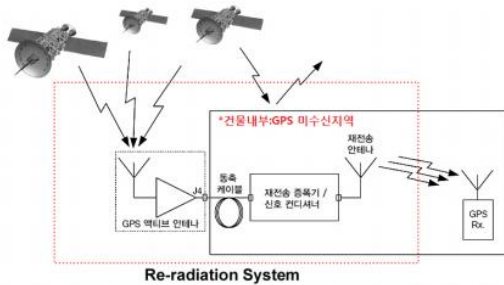 *건물내부:GPS 미수신지역
재전송
안테나
동축
케이블
J4
재전송 증폭기 /
신호 컨디셔너
GPS 액티브 안테나
GPS
Rx.
Re-radiation System